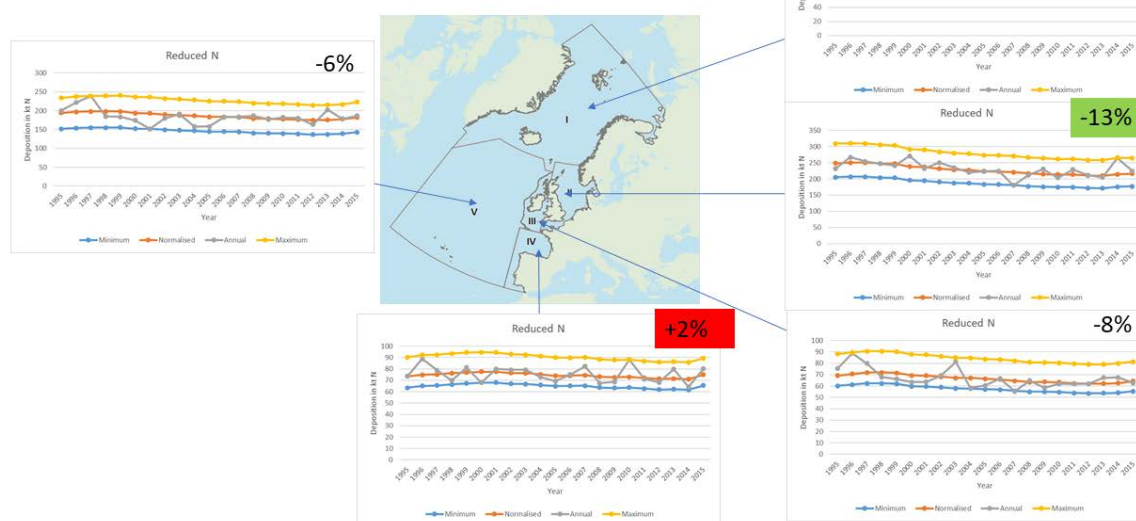 Reduced N
-6%
Deposition in kt N
300
250
200
150
100
50
0
1995 1996 1997 1998 1999 2000 2001 2002 2003 2004 2005 2006 2007 2008 2009 2010 2011 2012 2013 2014 2015
Year
Minimum Normalised Annual Maximum
I
II
III
IV
V
40
20
0
1995 1996 1997 1998 1999 2000 2001 2002 2003 2004 2005 2006 2007 2008 2009 2010 2011 2012 2013 2014 2015
Year
Minimum Normalised Annual Maximum
Reduced N
-13%
Deposition in kt N
350
300
250
200
150
100
50
0
1995 1996 1997 1998 1999 2000 2001 2002 2003 2004 2005 2006 2007 2008 2009 2010 2011 2012 2013 2014 2015
Year
Minimum Normalised Annual Maximum
Reduced N
+2%
Deposition in kt N
100
90
80
70
60
50
40
30
20
10
0
1995 1996 1997 1998 1999 2000 2001 2002 2003 2004 2005 2006 2007 2008 2009 2010 2011 2012 2013 2014 2015
Year
Minimum Normalised Annual Maximum
Reduced N
-8%
Deposition in kt N
100
90
80
70
60
50
40
30
20
10
0
1995 1996 1997 1998 1999 2000 2001 2002 2003 2004 2005 2006 2007 2008 2009 2010 2011 2012 2013 2014 2015
Year
Minimum Normalised Annual Maximum